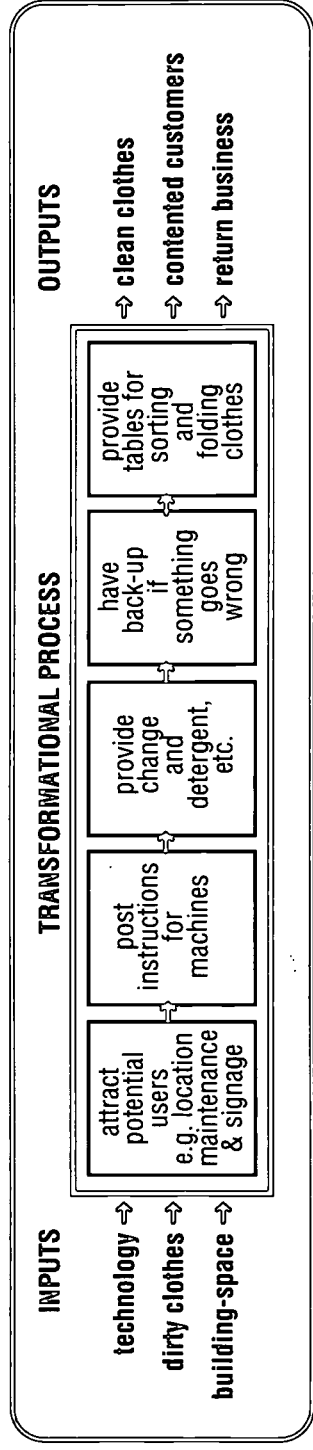 INPUTS
technology
dirty clothes
building-space
TRANSFORMATIONAL PROCESS
attract
potential
users
e.g. location
maintenance
& signage
post
instructions
for
machines
provide
change
and
detergent,
etc.
have
back-up
if
something
goes
wrong
provide
tables for
sorting
and
folding
clothes
OUTPUTS
clean clothes
contented customers
return business